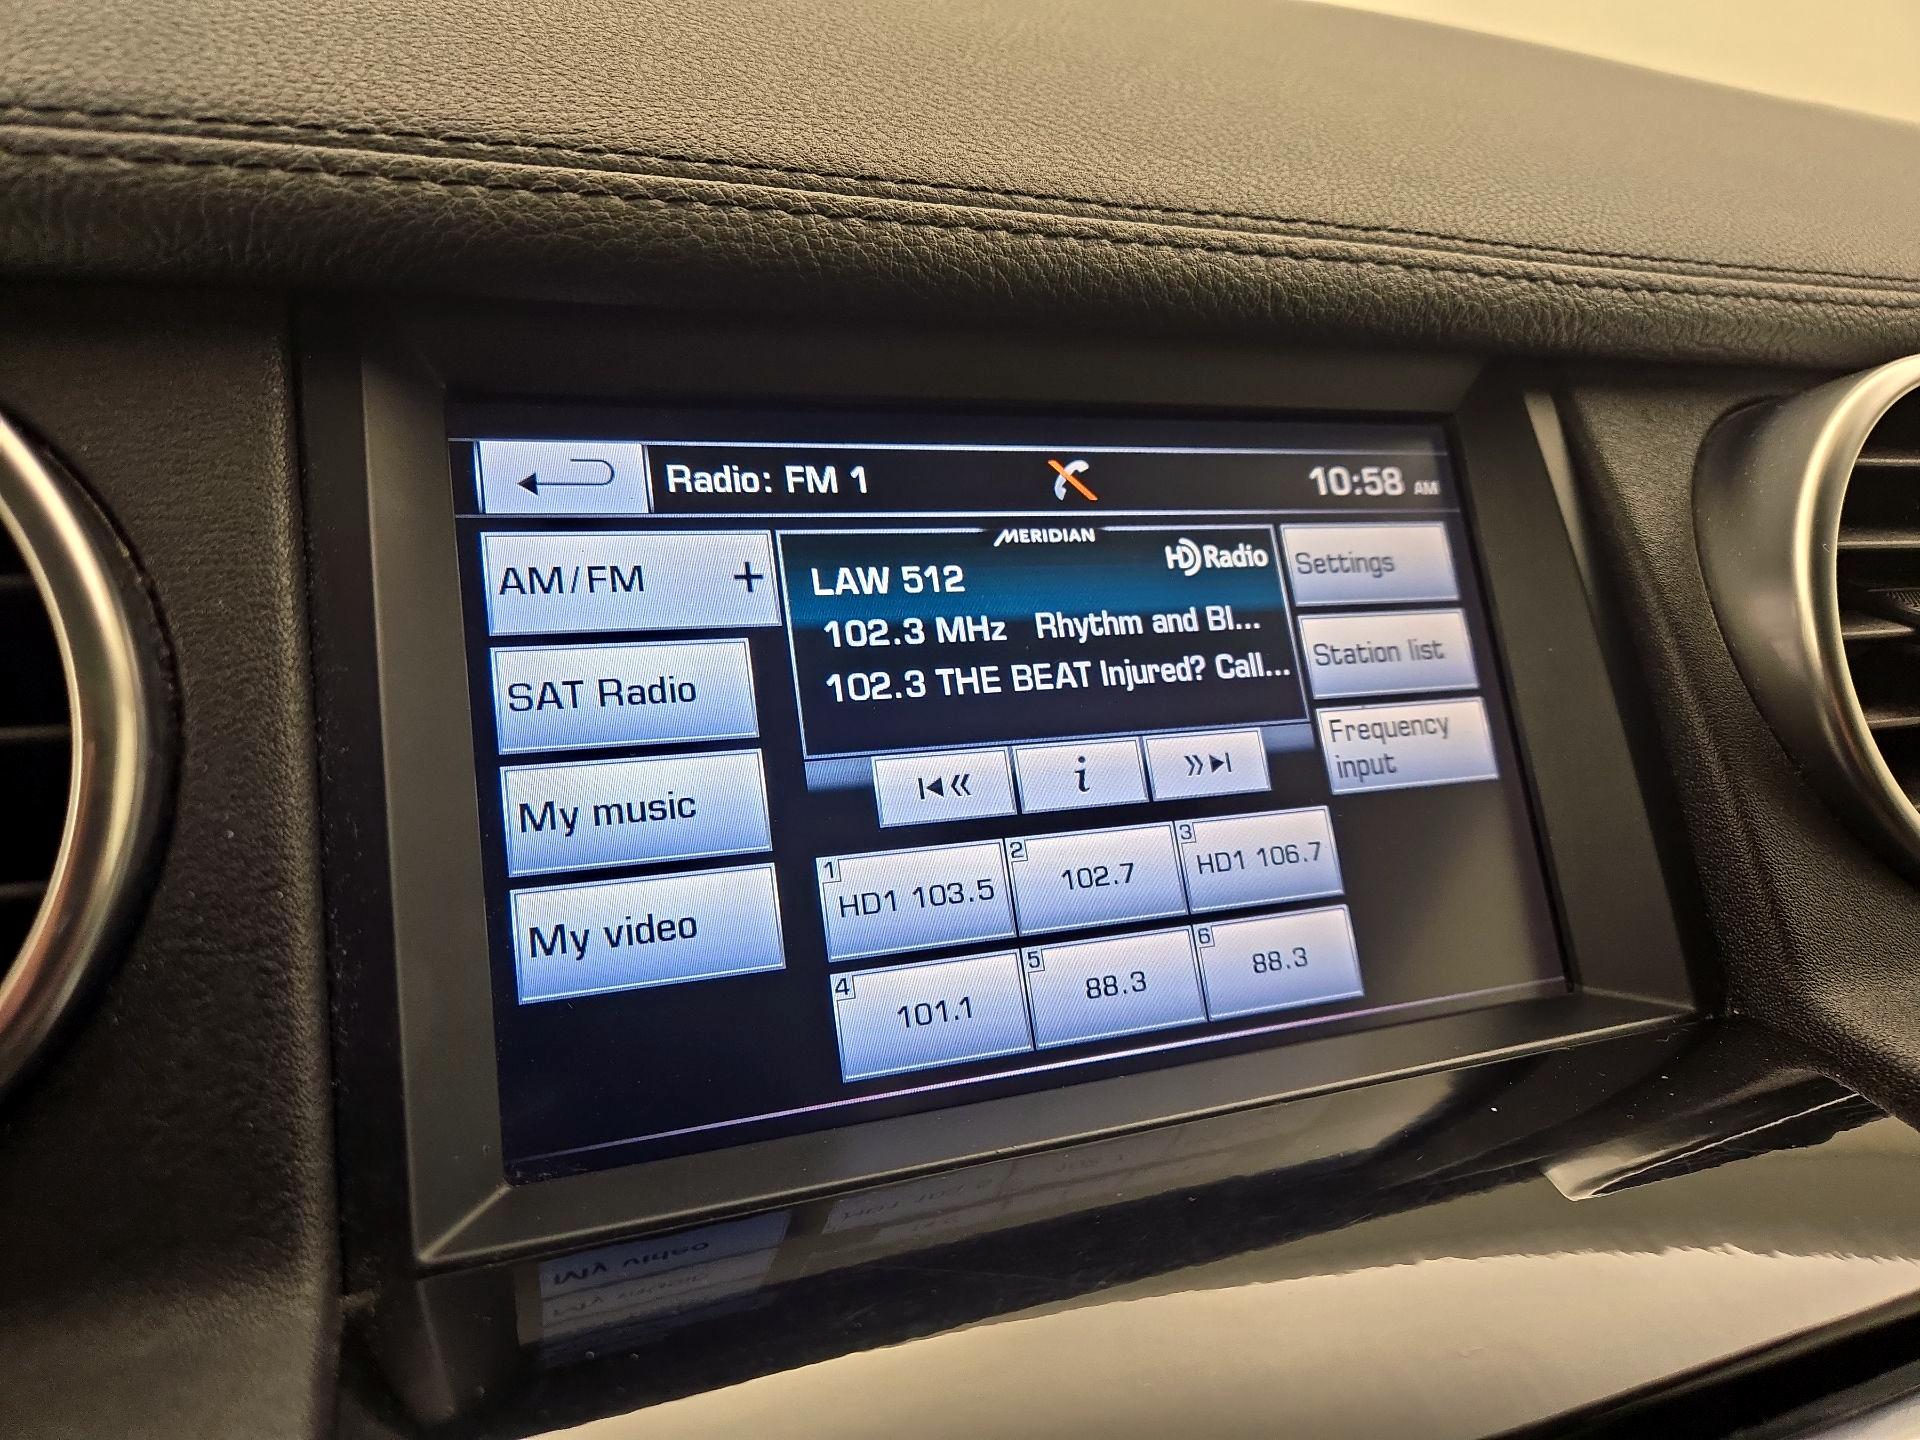 Radio: FM 1
10:58 AM
AM/FM +
SAT Radio
My music
My video
MERIDIAN
HD Radio
LAW 512
102.3 MHz Rhythm and Bl...
102.3 THE BEAT Injured? Call...
i
1 HD1 103.5
2 102.7
3 HD1 106.7
4 101.1
5 88.3
6 88.3
Settings
Station list
Frequency
input